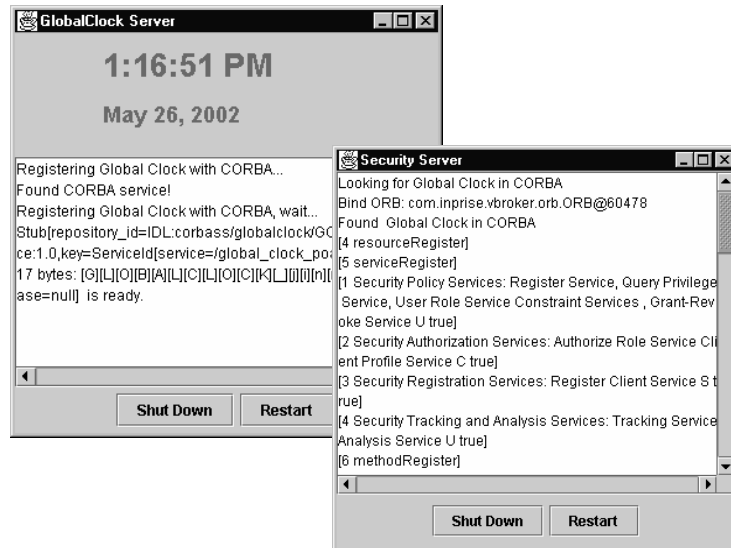 GlobalClock Server
1:16:51 PM
May 26, 2002
Registering Global Clock with CORBA...
Found CORBA service!
Registering Global Clock with CORBA, wait...
Stub[repository_id=IDL:corbass/globalclock/GC
ce:1.0,key=ServiceId[service=/global_clock_poa
17 bytes: [G][L][O][B][A][L][C][L][O][C][K][_][j][i][n][
ase=null] is ready.
Shut Down
Restart
Security Server
Looking for Global Clock in CORBA
Bind ORB: com.inprise.vbroker.orb.ORB@60478
Found Global Clock in CORBA
[4 resourceRegister]
[5 serviceRegister]
[1 Security Policy Services: Register Service, Query Privilege
Service, User Role Service Constraint Services , Grant-Rev
oke Service U true]
[2 Security Authorization Services: Authorize Role Service Cli
ent Profile Service C true]
[3 Security Registration Services: Register Client Service S t
rue]
[4 Security Tracking and Analysis Services: Tracking Service
Analysis Service U true]
[6 methodRegister]
Shut Down
Restart